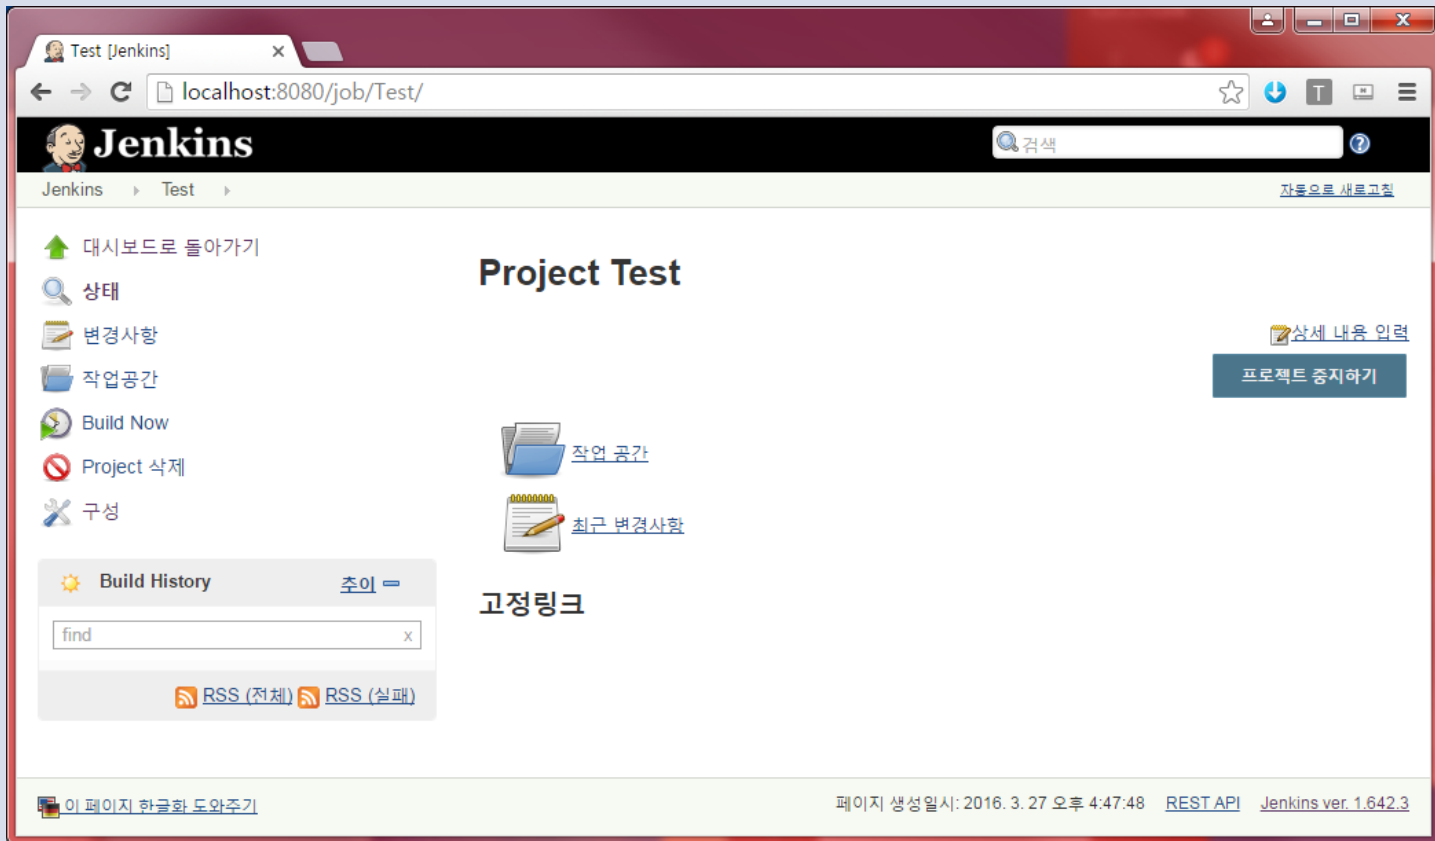 Test [Jenkins]
localhost:8080/job/Test/
T
Jenkins
검색
Jenkins Test
자동으로 새로고침
대시보드로 돌아가기
상태
변경사항
작업공간
Build Now
Project 삭제
구성
Build History 추이
find x
RSS (전체) RSS (실패)
Project Test
상세 내용 입력
프로젝트 중지하기
작업 공간
최근 변경사항
고정링크
이 페이지 한글화 도와주기
페이지 생성일시: 2016. 3. 27 오후 4:47:48 REST API Jenkins ver. 1.642.3